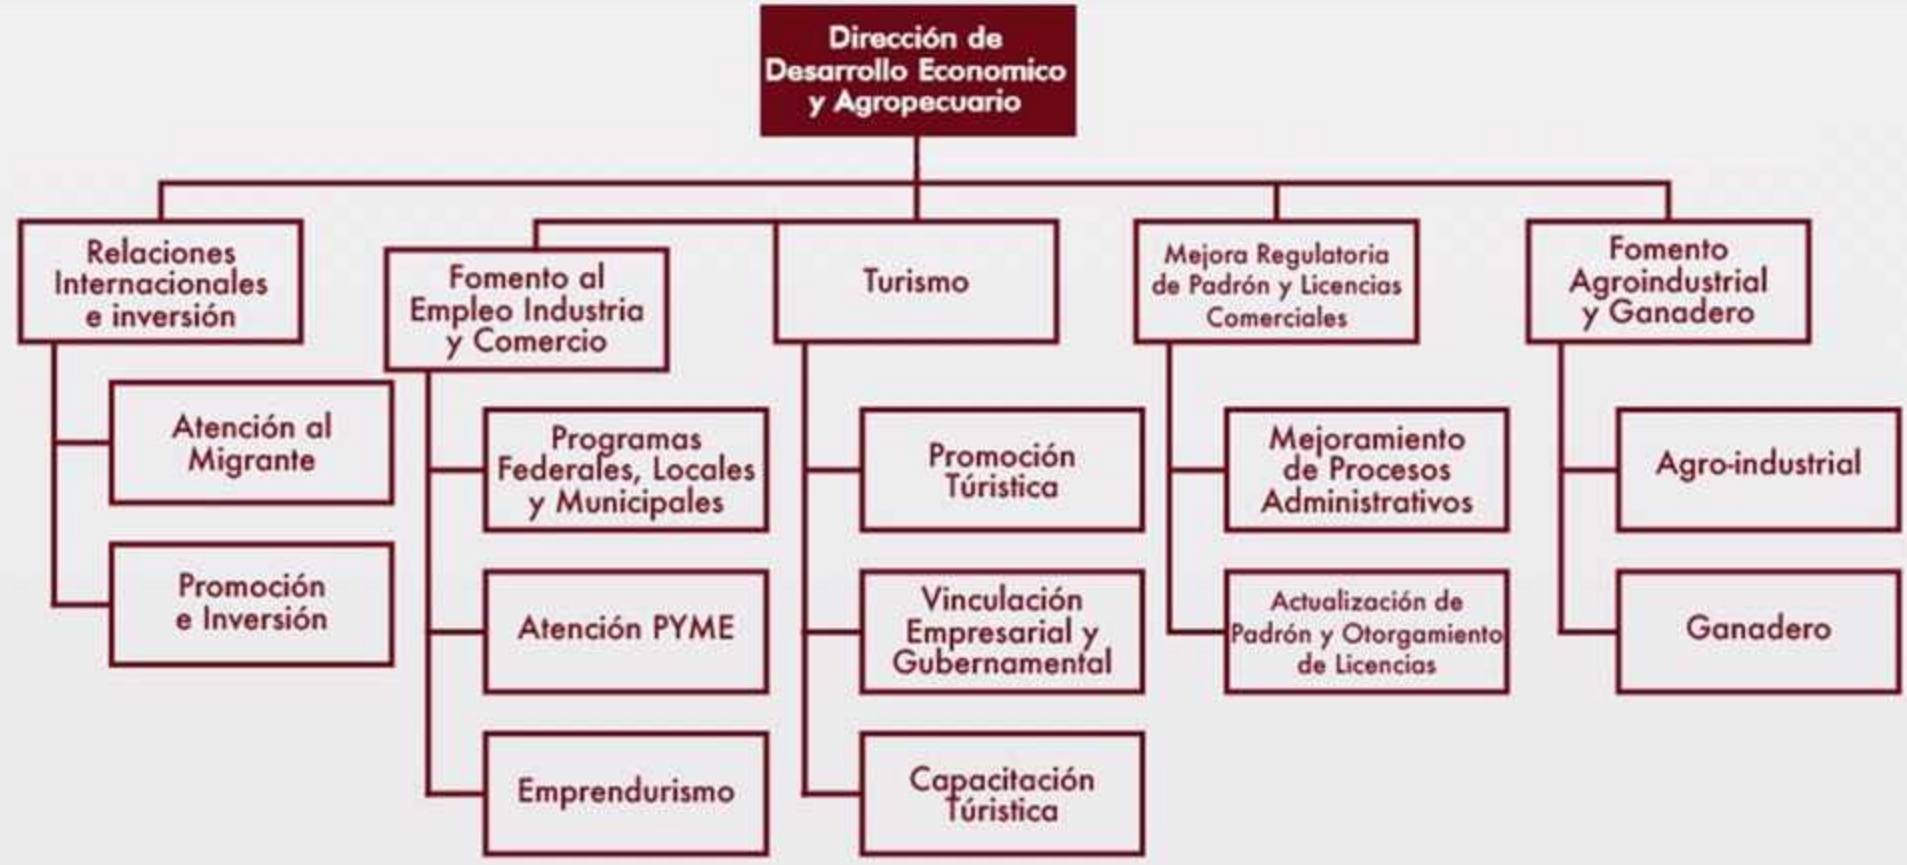 Dirección de
Desarrollo Economico
y Agropecuario
Relaciones
Internacionales
e inversión
Fomento al
Empleo Industria
y Comercio
Turismo
Mejora Regulatoria
de Padrón y Licencias
Comerciales
Fomento
Agroindustrial
y Ganadero
Atención al
Migrante
Promoción
e Inversión
Programas
Federales, Locales
y Municipales
Atención PYME
Emprendurismo
Promoción
Túristica
Vinculación
Empresarial y
Gubernamental
Capacitación
Túristica
Mejoramiento
de Procesos
Administrativos
Actualización de
Padrón y Otorgamiento
de Licencias
Agro-industrial
Ganadero